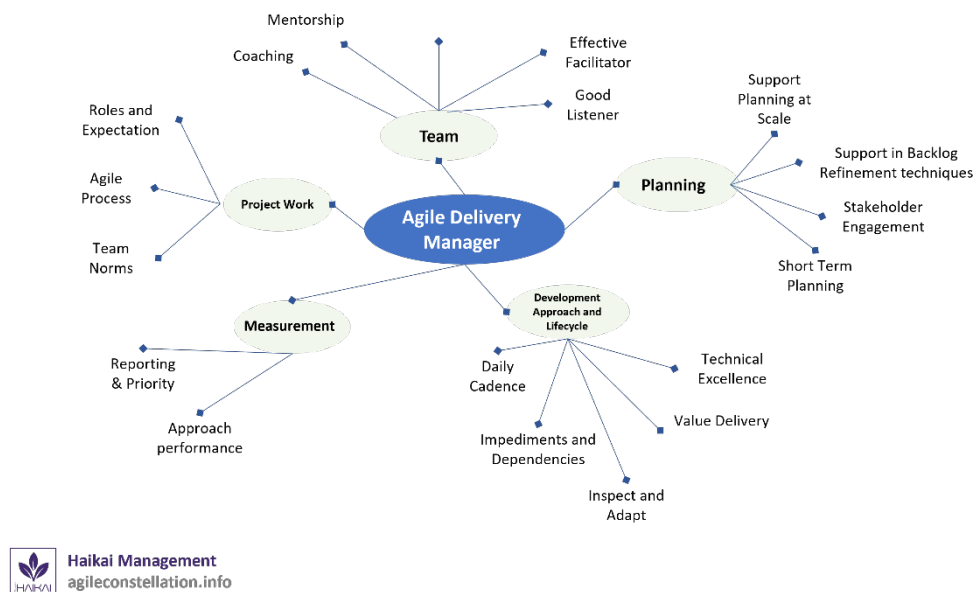 Mentorship
Coaching
Effective
Facilitator
Good
Listener
Team
Roles and
Expectation
Agile
Process
Team
Norms
Project Work
Agile Delivery
Manager
Support
Planning at
Scale
Support in Backlog
Refinement techniques
Stakeholder
Engagement
Short Term
Planning
Planning
Measurement
Reporting
& Priority
Approach
performance
Development
Approach and
Lifecycle
Daily
Cadence
Technical
Excellence
Value Delivery
Impediments and
Dependencies
Inspect and
Adapt
HAIKAI
Haikai Management
agileconstellation.info